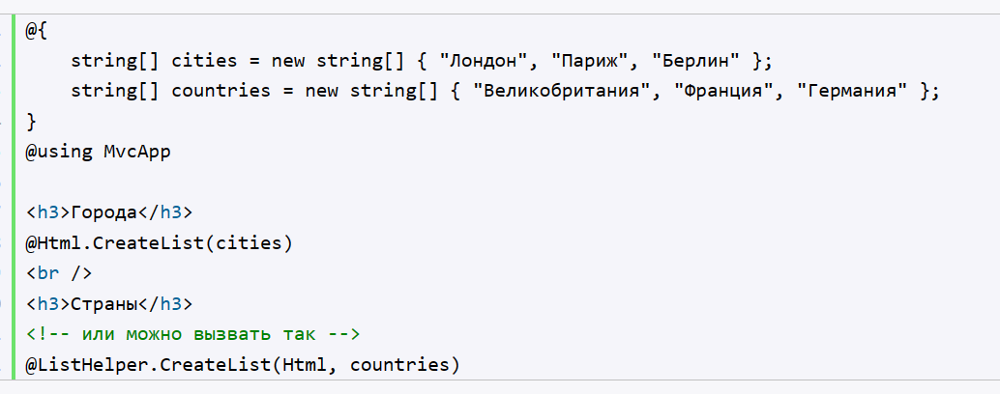 @{
    string[] cities = new string[] { "Лондон", "Париж", "Берлин" };
    string[] countries = new string[] { "Великобритания", "Франция", "Германия" };
}
@using MvcApp

<h3>Города</h3>
@Html.CreateList(cities)
<br />
<h3>Страны</h3>
<!-- или можно вызвать так -->
@ListHelper.CreateList(Html, countries)